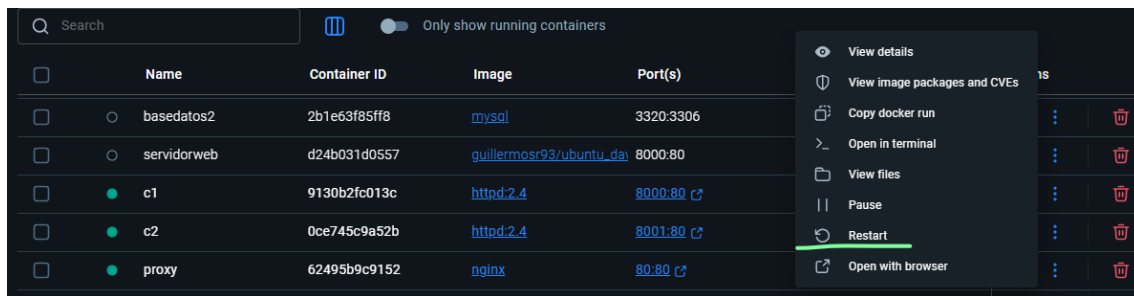 Search
Only show running containers
Name Container ID Image Port(s)
basedatos2 2b1e63f85ff8 mysql 3320:3306
servidorweb d24b031d0557 guillermosr93/ubuntu_da 8000:80
c1 9130b2fc013c httpd:2.4 8000:80
c2 0ce745c9a52b httpd:2.4 8001:80
proxy 62495b9c9152 nginx 80:80
View details
View image packages and CVEs
Copy docker run
Open in terminal
View files
Pause
Restart
Open with browser